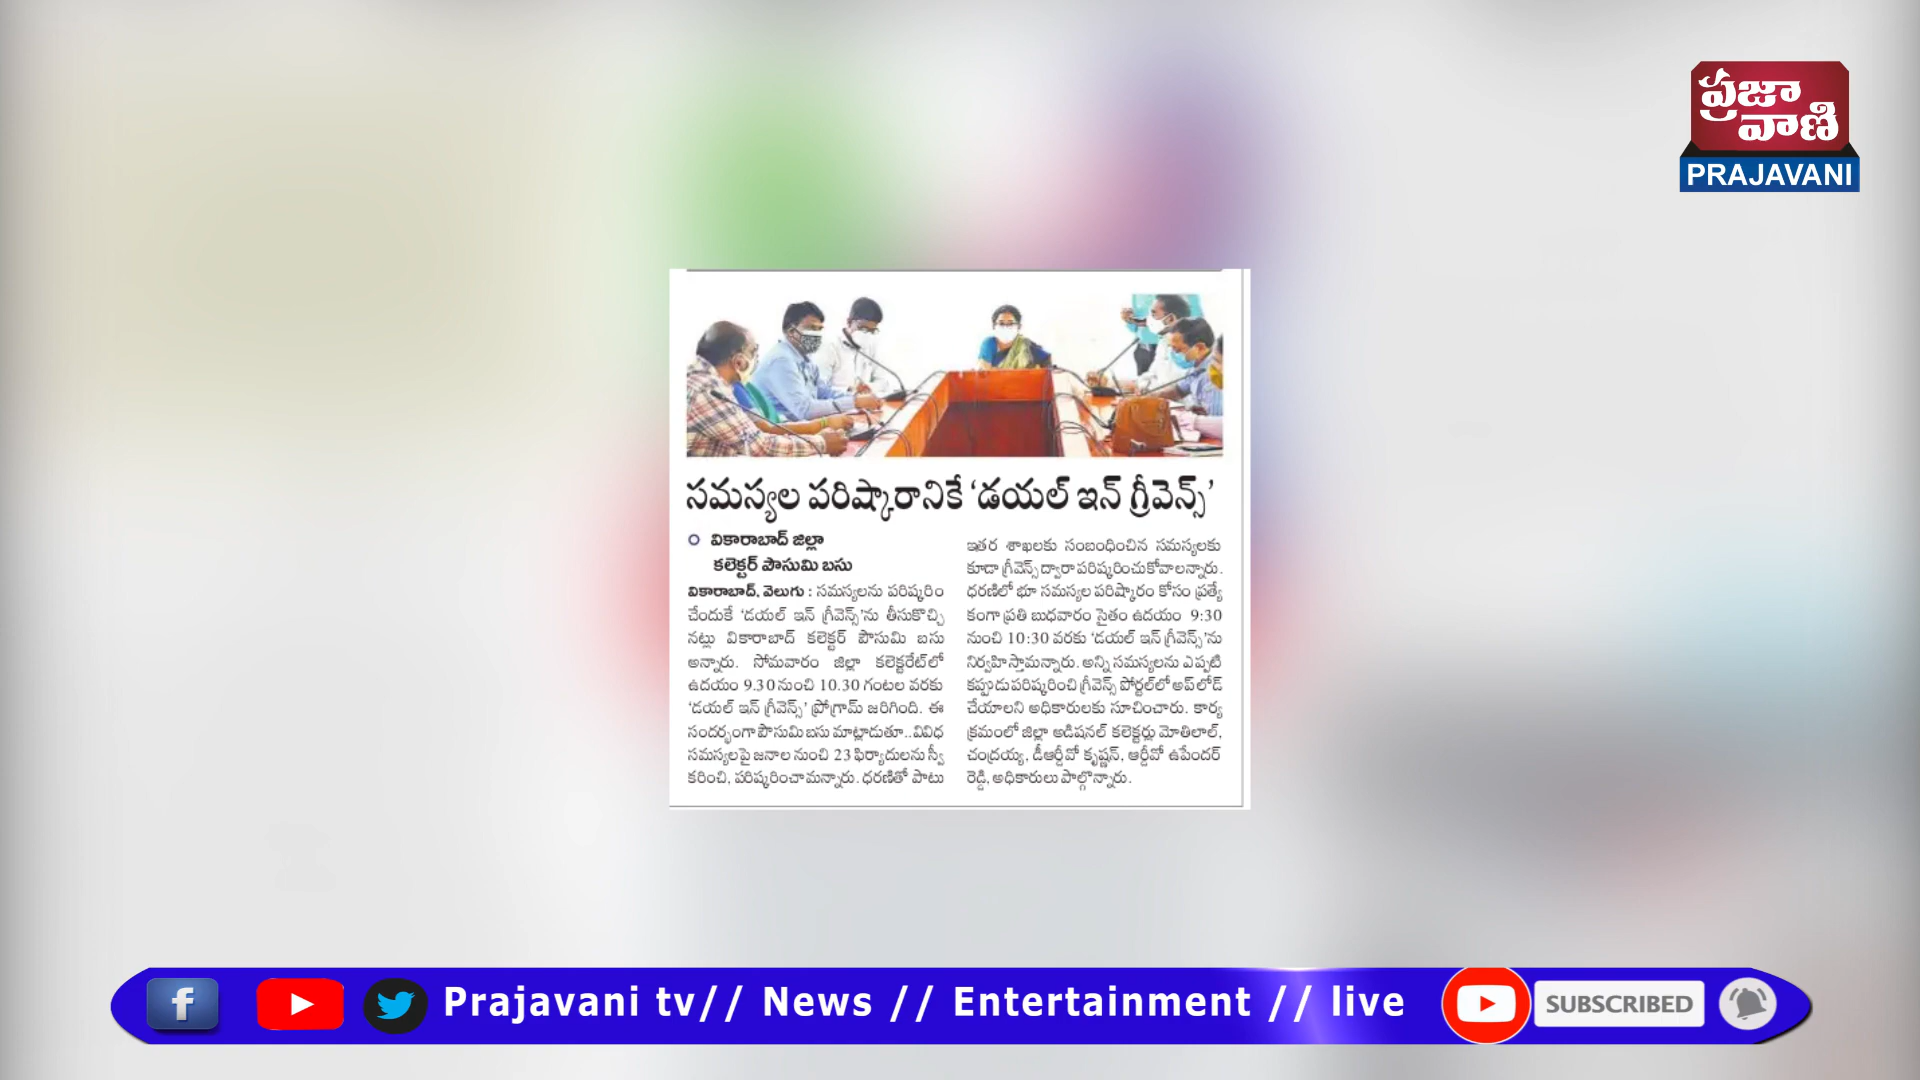 ప్రజా
వాణి
PRAJAVANI
సమస్యల పరిష్కారానికే ‘డయల్ ఇన్ గ్రీవెన్స్’
వికారాబాద్ జిల్లా
కలెక్టర్ పౌసుమి బసు
వికారాబాద్, వెలుగు : సమస్యలను పరిష్కరిం
చేందుకే ‘డయల్ ఇన్ గ్రీవెన్స్’ను తీసుకొచ్చి
నట్లు వికారాబాద్ కలెక్టర్ పౌసుమి బసు
అన్నారు. సోమవారం జిల్లా కలెక్టరేట్‌లో
ఉదయం 9.30 నుంచి 10.30 గంటల వరకు
‘డయల్ ఇన్ గ్రీవెన్స్’ ప్రోగ్రామ్ జరిగింది. ఈ
సందర్భంగా పౌసుమి బసు మాట్లాడుతూ.. వివిధ
సమస్యలపై జనాల నుంచి 23 ఫిర్యాదులను స్వీ
కరించి, పరిష్కరించామన్నారు. ధరణితో పాటు
ఇతర శాఖలకు సంబంధించిన సమస్యలకు
కూడా గ్రీవెన్స్ ద్వారా పరిష్కరించుకోవాలన్నారు.
ధరణిలో భూ సమస్యల పరిష్కారం కోసం ప్రత్యే
కంగా ప్రతి బుధవారం సైతం ఉదయం 9:30
నుంచి 10:30 వరకు ‘డయల్ ఇన్ గ్రీవెన్స్’ను
నిర్వహిస్తామన్నారు. అన్ని సమస్యలను ఎప్పటి
కప్పుడు పరిష్కరించి గ్రీవెన్స్ పోర్టల్‌లో అప్‌లోడ్
చేయాలని అధికారులకు సూచించారు. కార్య
క్రమంలో జిల్లా అడిషనల్ కలెక్టర్లు మోతిలాల్,
చంద్రయ్య, డీఆర్డీవో కృష్ణన్, ఆర్డీవో ఉపేందర్
రెడ్డి, అధికారులు పాల్గొన్నారు.
Prajavani tv// News // Entertainment // live
SUBSCRIBED